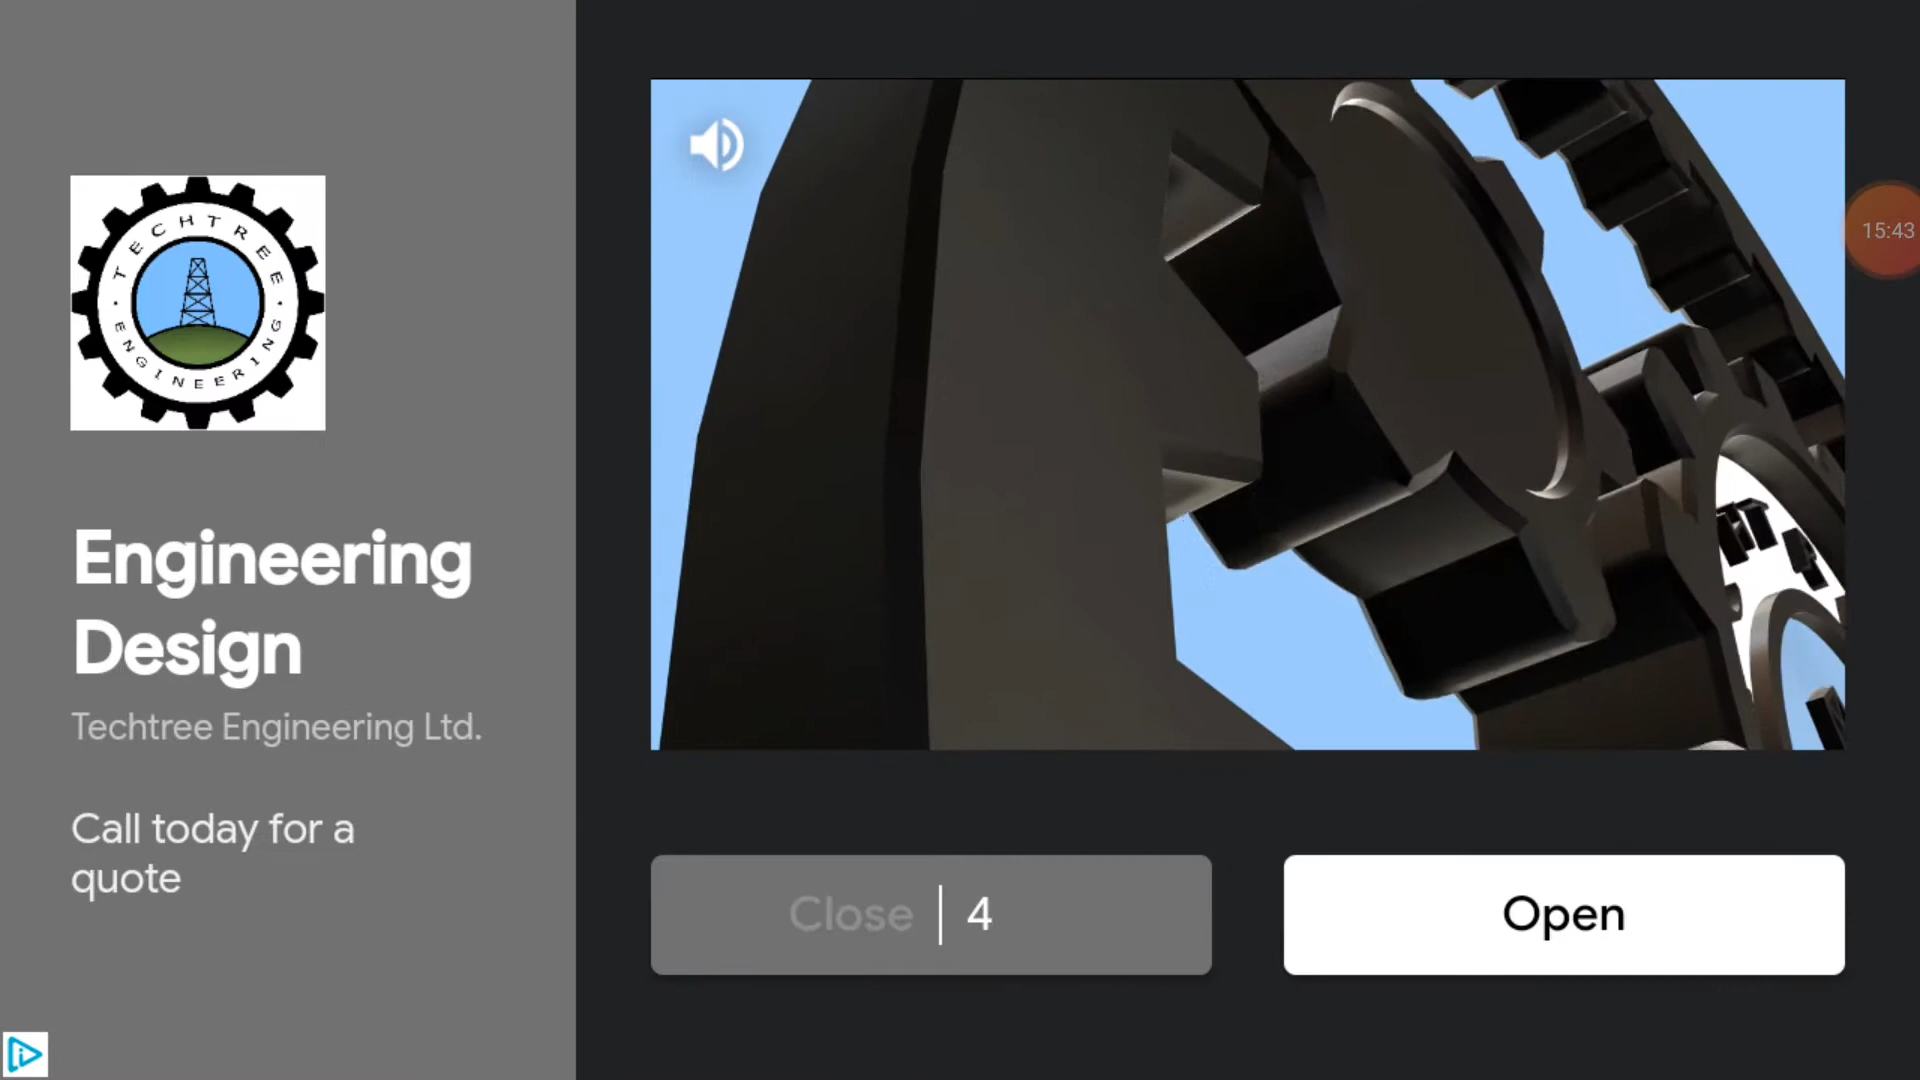 TECHTREE
· ENGINEERING ·
Engineering
Design
Techtree Engineering Ltd.
Call today for a
quote
Close | 4
Open
15:43